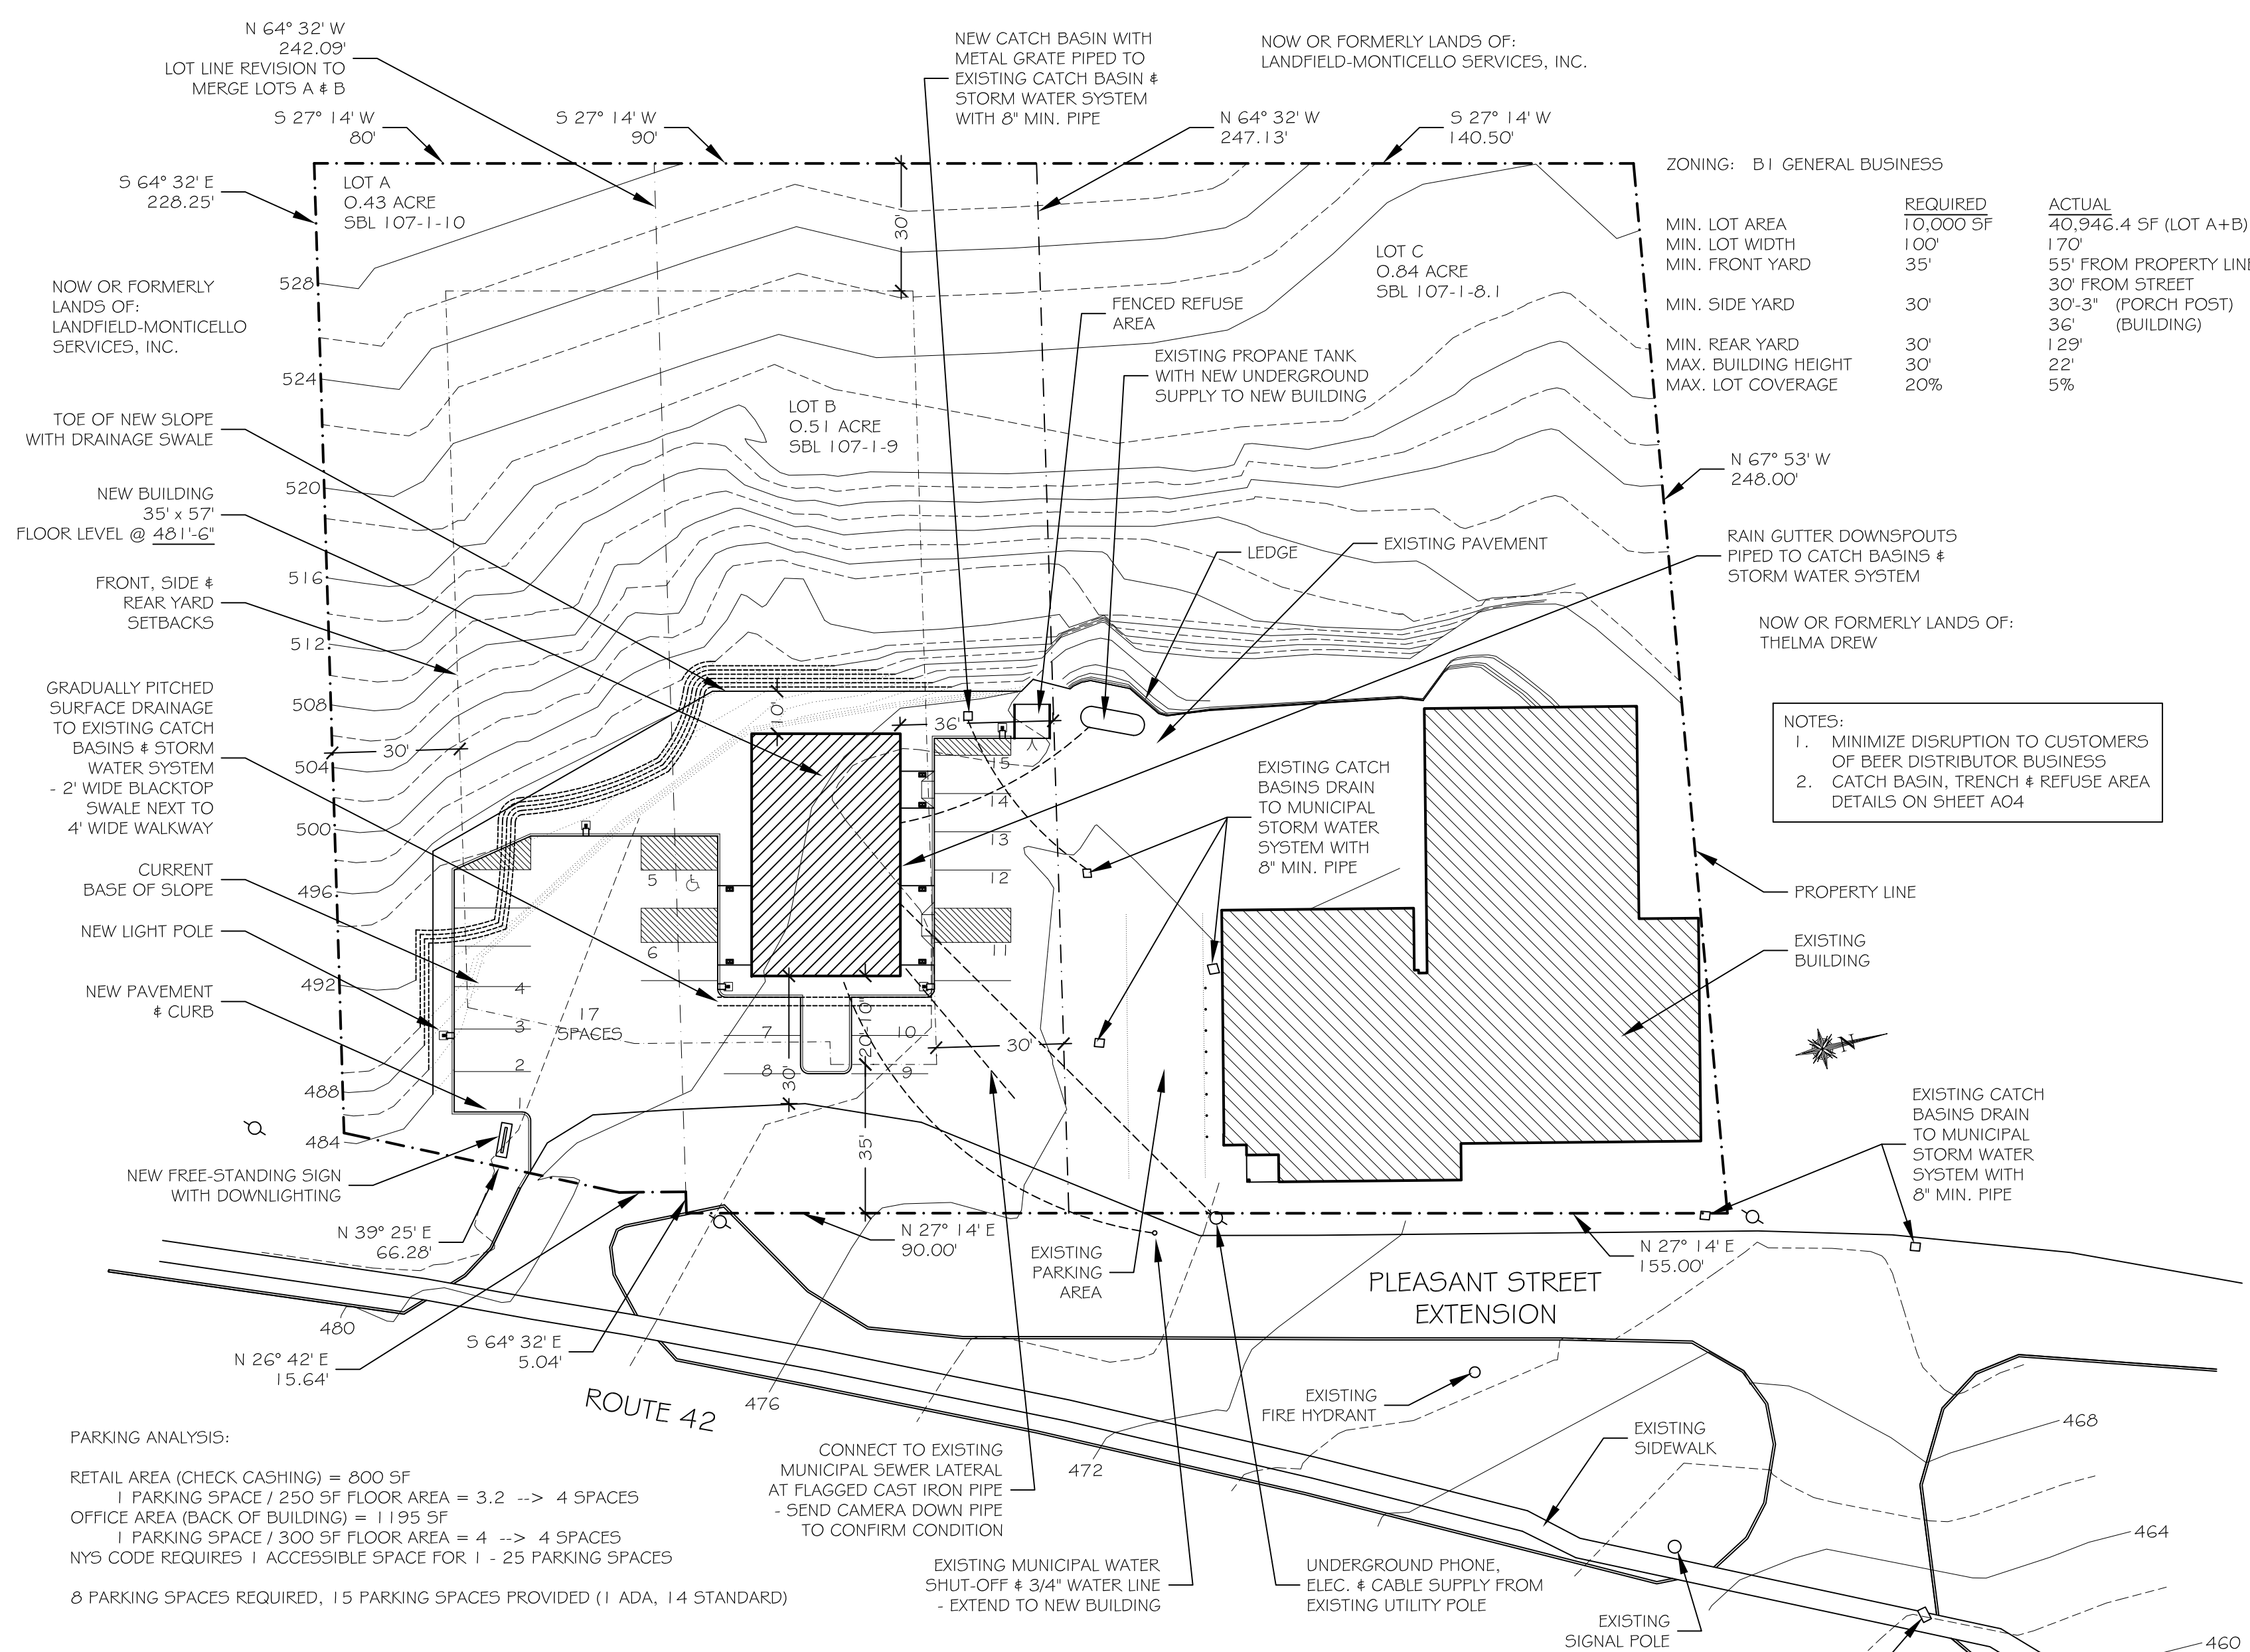 N 64° 32' W
242.09'
LOT LINE REVISION TO
MERGE LOTS A & B
S 27° 14' W
80'
S 27° 14' W
90'
NEW CATCH BASIN WITH
METAL GRATE PIPED TO
EXISTING CATCH BASIN &
STORM WATER SYSTEM
WITH 8" MIN. PIPE
NOW OR FORMERLY LANDS OF:
LANDFIELD-MONTICELLO SERVICES, INC.
N 64° 32' W
247.13'
S 27° 14' W
140.50'
S 64° 32' E
228.25'
LOT A
0.43 ACRE
SBL 107-1-10
30'
LOT C
0.84 ACRE
SBL 107-1-8.1
ZONING: B1 GENERAL BUSINESS
REQUIRED ACTUAL
MIN. LOT AREA 10,000 SF 40,946.4 SF (LOT A+B)
MIN. LOT WIDTH 100' 170'
MIN. FRONT YARD 35' 55' FROM PROPERTY LINE
30' FROM STREET
MIN. SIDE YARD 30' 30'-3" (PORCH POST)
36' (BUILDING)
MIN. REAR YARD 30' 129'
MAX. BUILDING HEIGHT 30' 22'
MAX. LOT COVERAGE 20% 5%
NOW OR FORMERLY
LANDS OF:
LANDFIELD-MONTICELLO
SERVICES, INC.
528
524
520
516
512
508
504
500
496
492
488
484
FENCED REFUSE
AREA
EXISTING PROPANE TANK
WITH NEW UNDERGROUND
SUPPLY TO NEW BUILDING
LOT B
0.51 ACRE
SBL 107-1-9
TOE OF NEW SLOPE
WITH DRAINAGE SWALE
NEW BUILDING
35' x 57'
FLOOR LEVEL @ 481'-6"
FRONT, SIDE &
REAR YARD
SETBACKS
GRADUALLY PITCHED
SURFACE DRAINAGE
TO EXISTING CATCH
BASINS & STORM
WATER SYSTEM
- 2' WIDE BLACKTOP
SWALE NEXT TO
4' WIDE WALKWAY
CURRENT
BASE OF SLOPE
NEW LIGHT POLE
NEW PAVEMENT
& CURB
N 67° 53' W
248.00'
LEDGE
EXISTING PAVEMENT
RAIN GUTTER DOWNSPOUTS
PIPED TO CATCH BASINS &
STORM WATER SYSTEM
NOW OR FORMERLY LANDS OF:
THELMA DREW
NOTES:
1. MINIMIZE DISRUPTION TO CUSTOMERS
OF BEER DISTRIBUTOR BUSINESS
2. CATCH BASIN, TRENCH & REFUSE AREA
DETAILS ON SHEET A04
30'
10'
36'
15
14
13
12
11
5
6
4
3
2
1
17
SPACES
7
8
10
9
30'
20'-10"
30'
35'
EXISTING CATCH
BASINS DRAIN
TO MUNICIPAL
STORM WATER
SYSTEM WITH
8" MIN. PIPE
PROPERTY LINE
EXISTING
BUILDING
N
EXISTING CATCH
BASINS DRAIN
TO MUNICIPAL
STORM WATER
SYSTEM WITH
8" MIN. PIPE
NEW FREE-STANDING SIGN
WITH DOWNLIGHTING
N 39° 25' E
66.28'
N 27° 14' E
90.00'
EXISTING
PARKING
AREA
N 27° 14' E
155.00'
PLEASANT STREET
EXTENSION
480
S 64° 32' E
5.04'
N 26° 42' E
15.64'
ROUTE 42
476
472
468
464
460
EXISTING
FIRE HYDRANT
EXISTING
SIDEWALK
CONNECT TO EXISTING
MUNICIPAL SEWER LATERAL
AT FLAGGED CAST IRON PIPE
- SEND CAMERA DOWN PIPE
TO CONFIRM CONDITION
EXISTING MUNICIPAL WATER
SHUT-OFF & 3/4" WATER LINE
- EXTEND TO NEW BUILDING
UNDERGROUND PHONE,
ELEC. & CABLE SUPPLY FROM
EXISTING UTILITY POLE
EXISTING
SIGNAL POLE
PARKING ANALYSIS:
RETAIL AREA (CHECK CASHING) = 800 SF
1 PARKING SPACE / 250 SF FLOOR AREA = 3.2 --> 4 SPACES
OFFICE AREA (BACK OF BUILDING) = 1195 SF
1 PARKING SPACE / 300 SF FLOOR AREA = 4 --> 4 SPACES
NYS CODE REQUIRES 1 ACCESSIBLE SPACE FOR 1 - 25 PARKING SPACES
8 PARKING SPACES REQUIRED, 15 PARKING SPACES PROVIDED (1 ADA, 14 STANDARD)